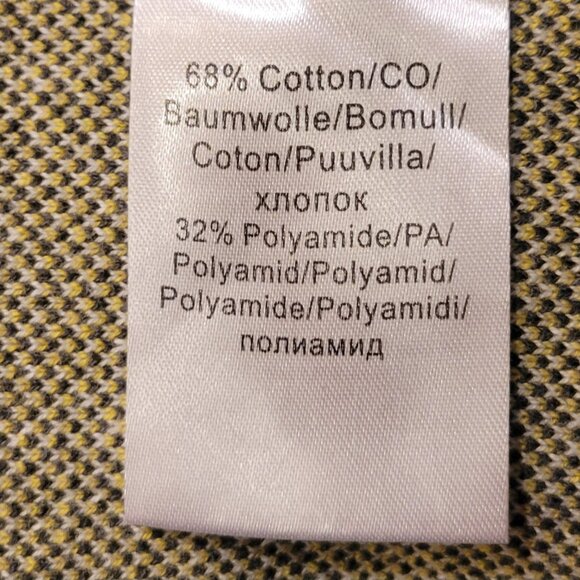 68% Cotton/CO/
Baumwolle/Bomull/
Coton/Puuvilla/
хлопок
32% Polyamide/PA/
Polyamid/Polyamid/
Polyamide/Polyamidi/
полиамид